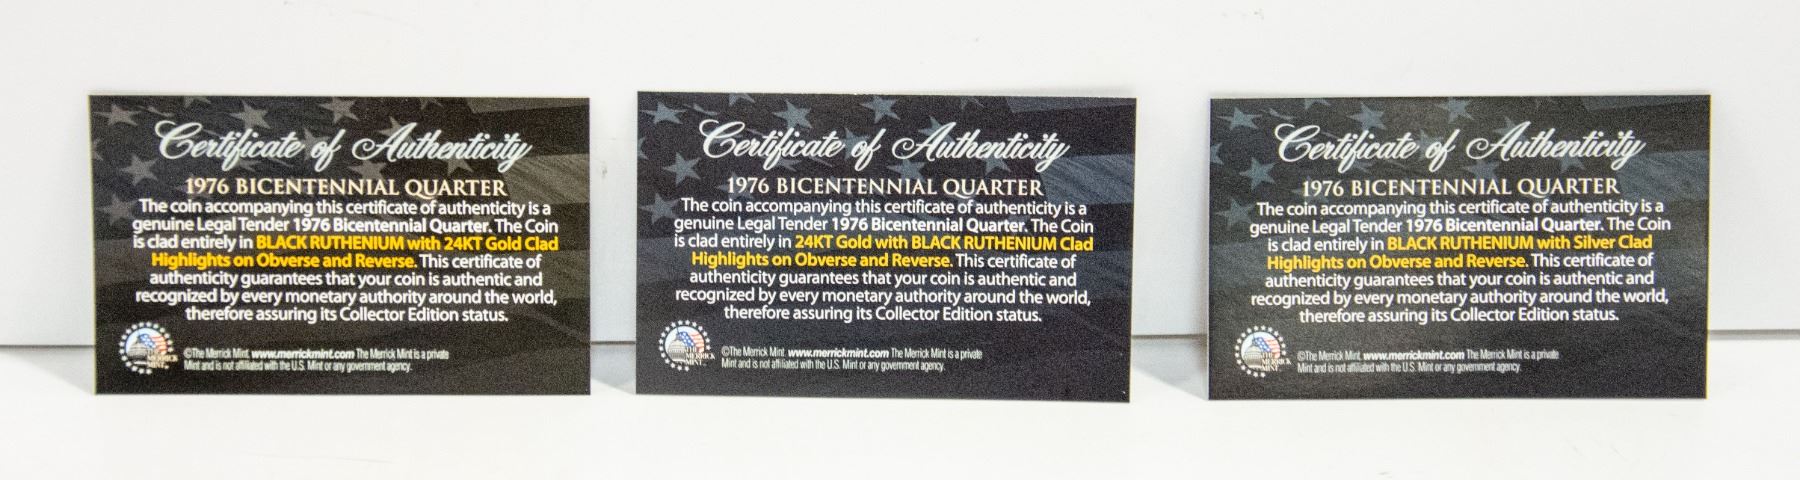 Certificate of Authenticity
1976 BICENTENNIAL QUARTER
The coin accompanying this certificate of authenticity is a
genuine Legal Tender 1976 Bicentennial Quarter. The Coin
is clad entirely in BLACK RUTHENIUM with 24KT Gold Clad
Highlights on Obverse and Reverse. This certificate of
authenticity guarantees that your coin is authentic and
recognized by every monetary authority around the world,
therefore assuring its Collector Edition status.
THE MERRICK MINT
©The Merrick Mint. www.merrickmint.com The Merrick Mint is a private
Mint and is not affiliated with the U.S. Mint or any government agency.
Certificate of Authenticity
1976 BICENTENNIAL QUARTER
The coin accompanying this certificate of authenticity is a
genuine Legal Tender 1976 Bicentennial Quarter. The Coin
is clad entirely in 24KT Gold with BLACK RUTHENIUM Clad
Highlights on Obverse and Reverse. This certificate of
authenticity guarantees that your coin is authentic and
recognized by every monetary authority around the world,
therefore assuring its Collector Edition status.
THE MERRICK MINT
©The Merrick Mint. www.merrickmint.com The Merrick Mint is a private
Mint and is not affiliated with the U.S. Mint or any government agency.
Certificate of Authenticity
1976 BICENTENNIAL QUARTER
The coin accompanying this certificate of authenticity is a
genuine Legal Tender 1976 Bicentennial Quarter. The Coin
is clad entirely in BLACK RUTHENIUM with Silver Clad
Highlights on Obverse and Reverse. This certificate of
authenticity guarantees that your coin is authentic and
recognized by every monetary authority around the world,
therefore assuring its Collector Edition status.
THE MERRICK MINT
©The Merrick Mint. www.merrickmint.com The Merrick Mint is a private
Mint and is not affiliated with the U.S. Mint or any government agency.